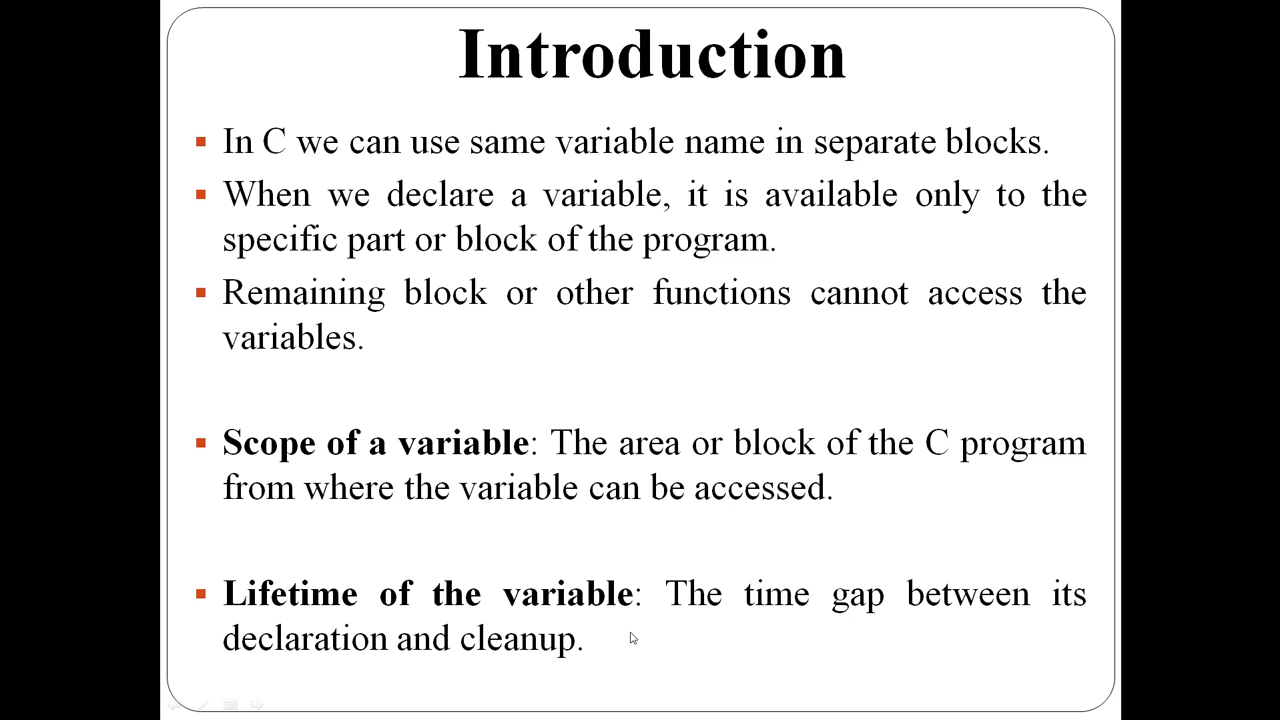 Introduction
In C we can use same variable name in separate blocks.
When we declare a variable, it is available only to the
specific part or block of the program.
Remaining block or other functions cannot access the
variables.
Scope of a variable: The area or block of the C program
from where the variable can be accessed.
Lifetime of the variable: The time gap between its
declaration and cleanup.